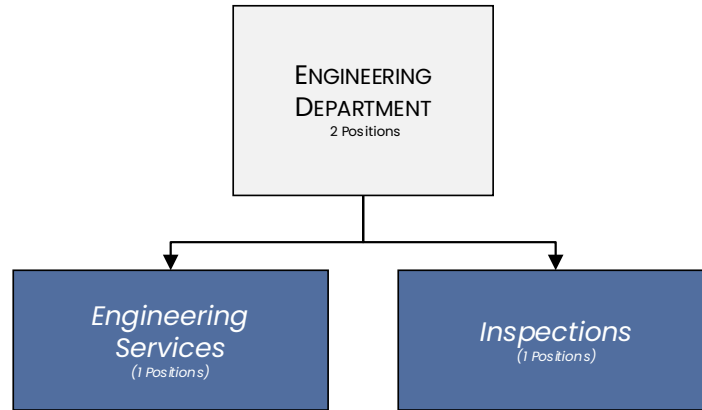 ENGINEERING
DEPARTMENT
2 Positions
Engineering
Services
(1 Positions)
Inspections
(1 Positions)